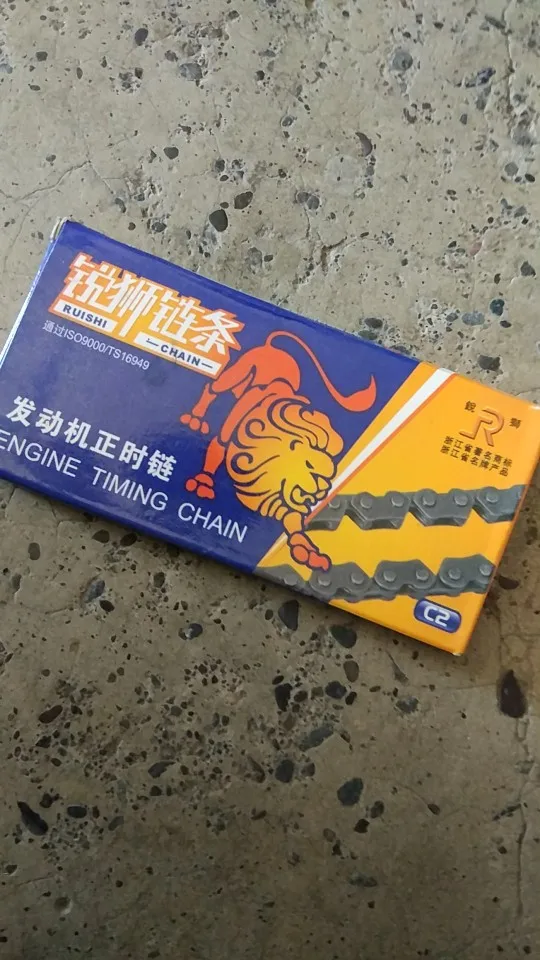 锐狮链条
RUISHI
CHAIN
通过ISO9000/TS16949
发动机正时链
ENGINE TIMING CHAIN
锐 R 狮
浙江省著名商标
浙江省名牌产品
C2